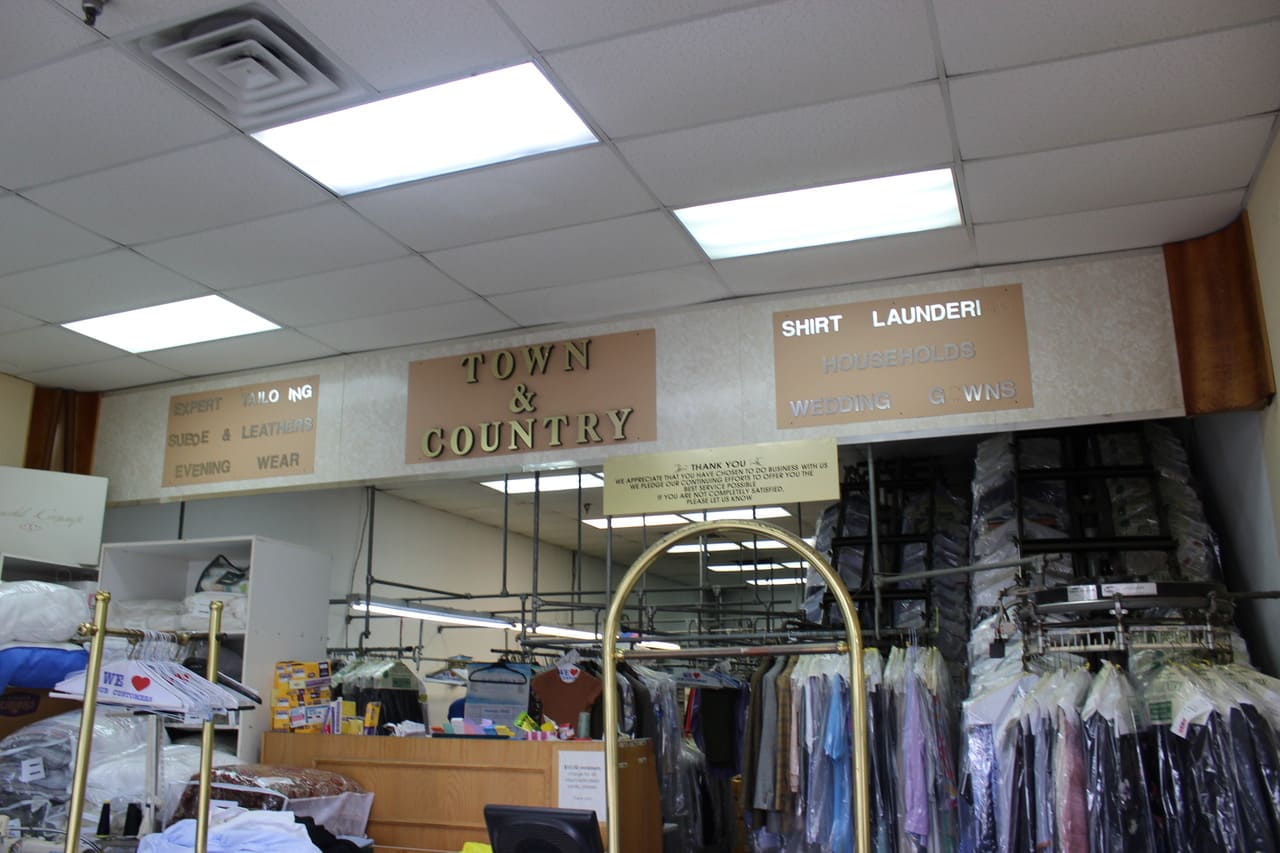 EXPERT TAILO ING
SUEDE & LEATHERS
EVENING WEAR
TOWN
&
COUNTRY
SHIRT LAUNDERI
HOUSEHOLDS
WEDDING G WNS
THANK YOU
WE APPRECIATE THAT YOU HAVE CHOSEN TO DO BUSINESS WITH US
WE PLEDGE OUR CONTINUING EFFORTS TO OFFER YOU THE
BEST SERVICE POSSIBLE
IF YOU ARE NOT COMPLETELY SATISFIED,
PLEASE LET US KNOW
WE ❤
OUR CUSTOMERS
WE ❤